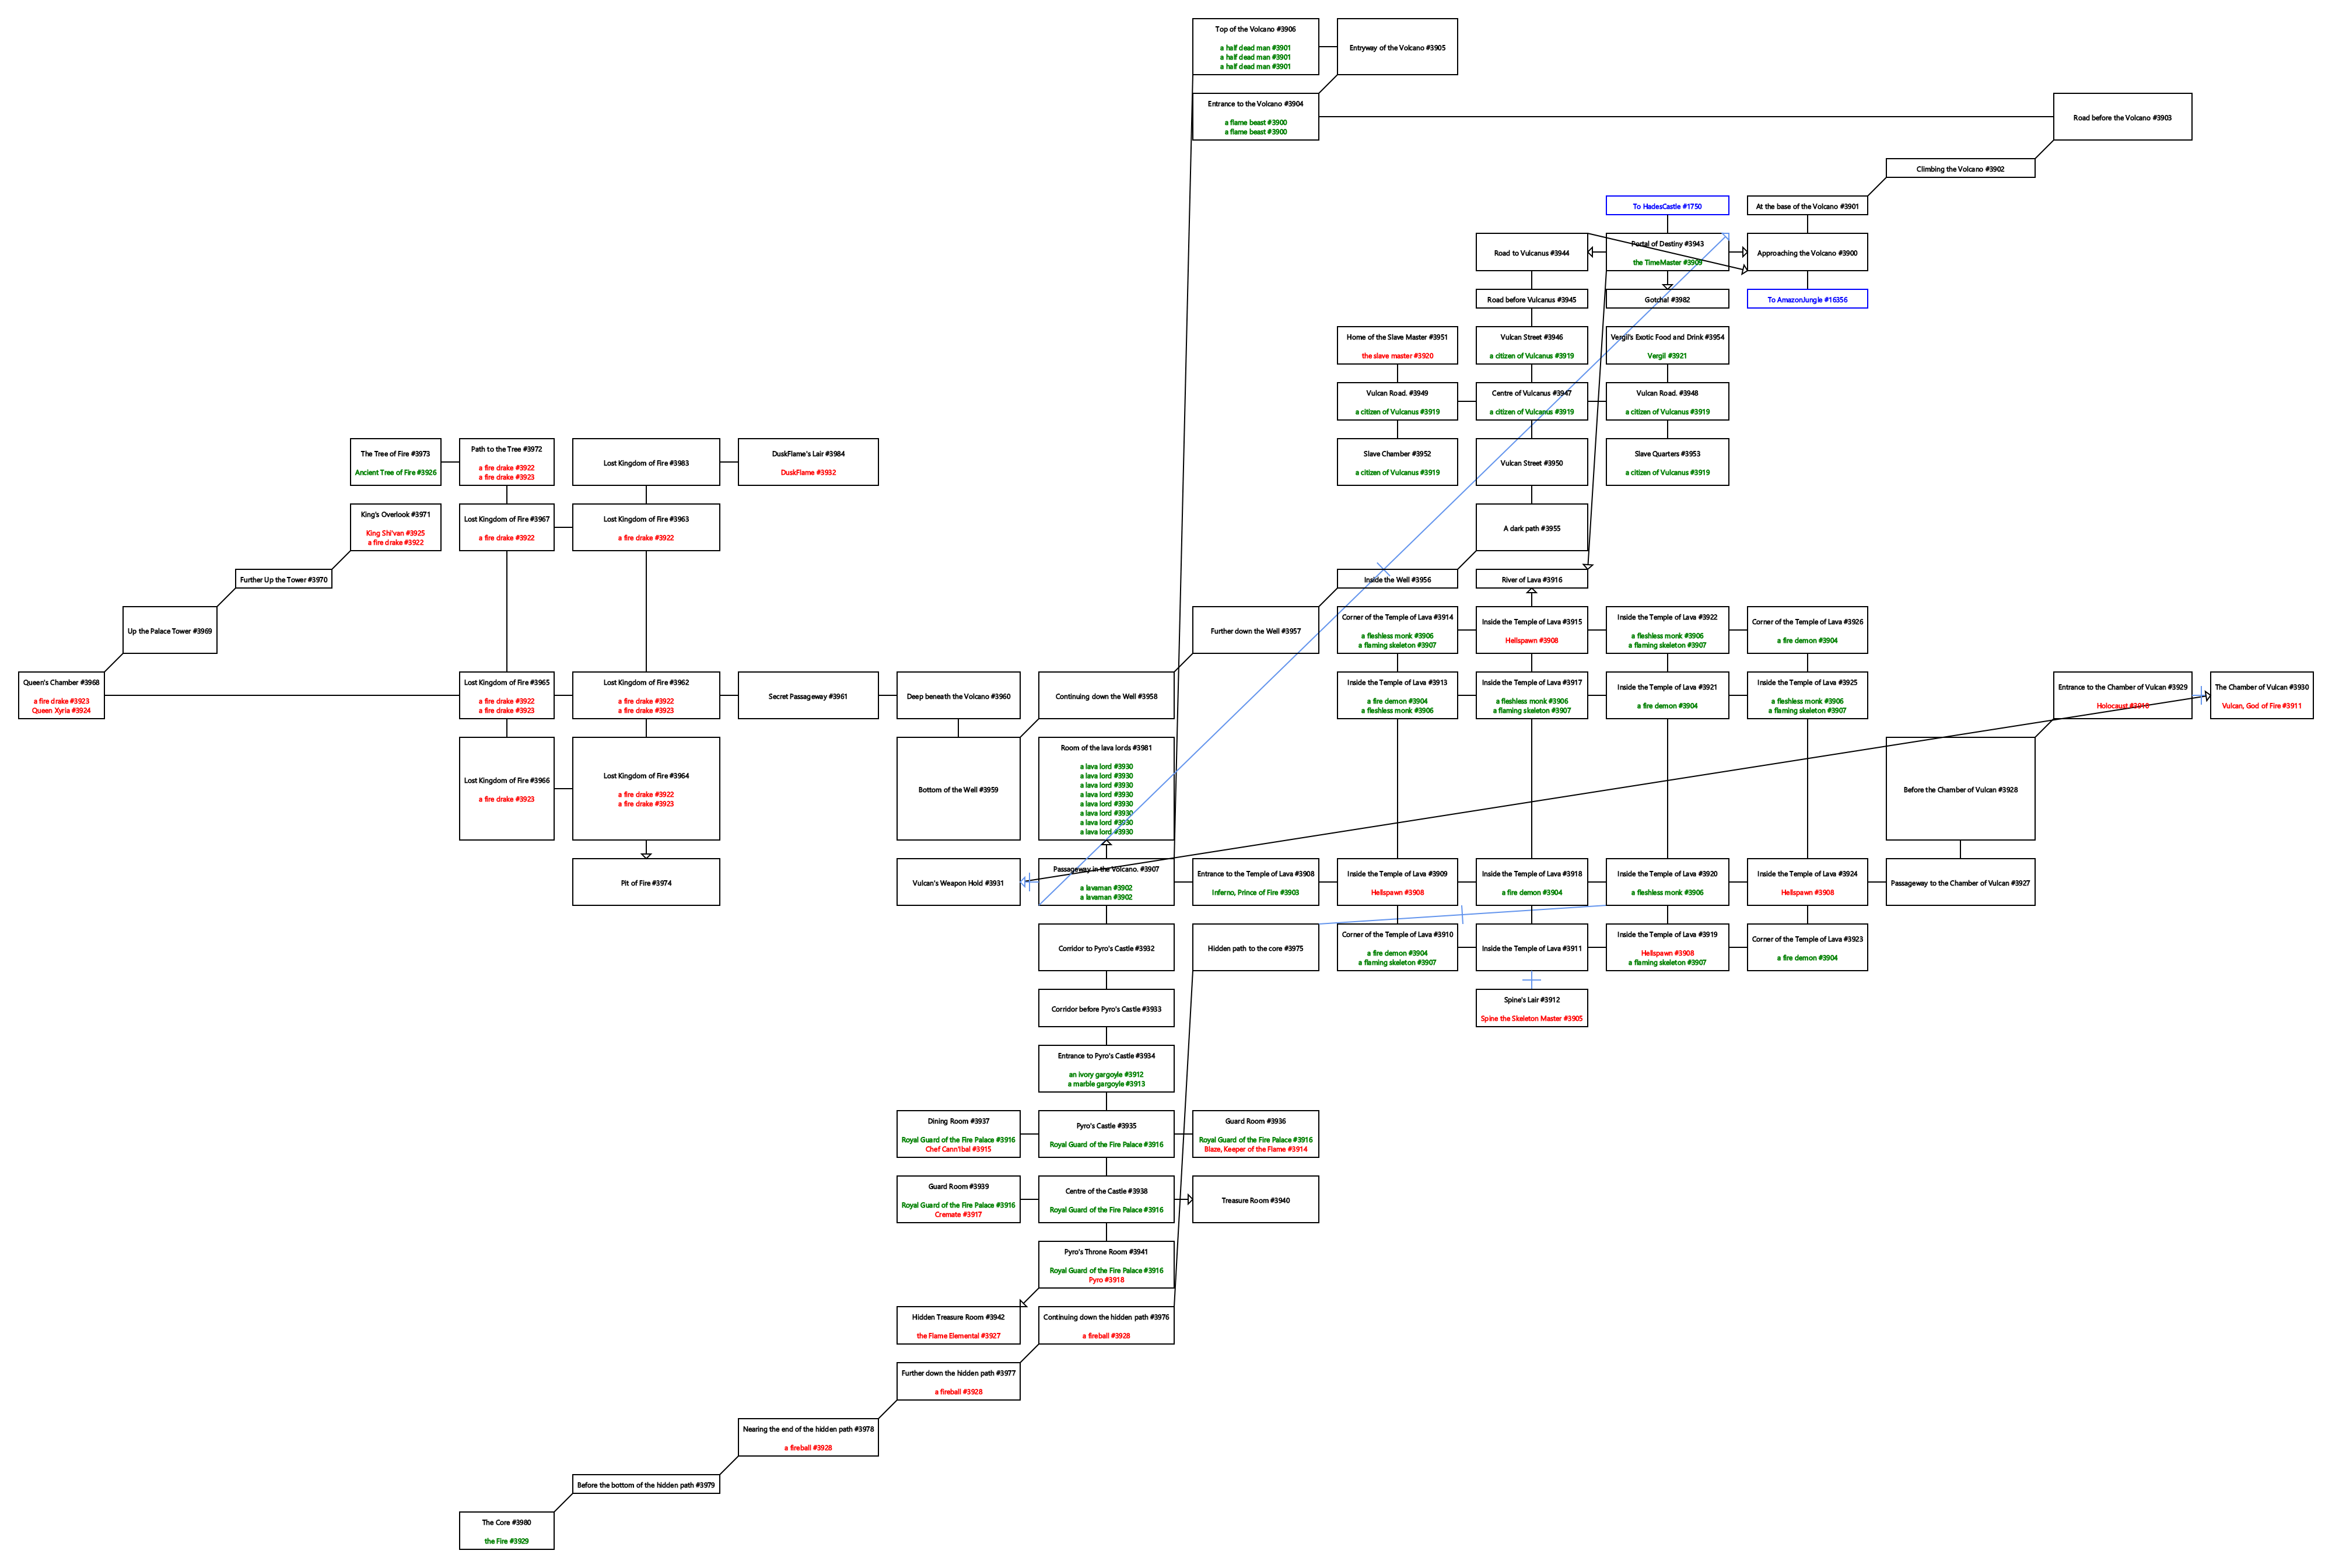 Top of the Volcano #3906
a half dead man #3901
a half dead man #3901
a half dead man #3901
Entryway of the Volcano #3905
Entrance to the Volcano #3904
a flame beast #3900
a flame beast #3900
Road before the Volcano #3903
Climbing the Volcano #3902
To HadesCastle #1750
At the base of the Volcano #3901
Road to Vulcanus #3944
Portal of Destiny #3943
the TimeMaster #3909
Approaching the Volcano #3900
Road before Vulcanus #3945
Gotcha! #3982
To AmazonJungle #16356
Home of the Slave Master #3951
the slave master #3920
Vulcan Street #3946
a citizen of Vulcanus #3919
Vergil's Exotic Food and Drink #3954
Vergil #3921
Vulcan Road. #3949
a citizen of Vulcanus #3919
Centre of Vulcanus #3947
a citizen of Vulcanus #3919
Vulcan Road. #3948
a citizen of Vulcanus #3919
The Tree of Fire #3973
Ancient Tree of Fire #3926
Path to the Tree #3972
a fire drake #3922
a fire drake #3923
Lost Kingdom of Fire #3983
DuskFlame's Lair #3984
DuskFlame #3932
Slave Chamber #3952
a citizen of Vulcanus #3919
Vulcan Street #3950
Slave Quarters #3953
a citizen of Vulcanus #3919
King's Overlook #3971
King Shi'van #3925
a fire drake #3922
Lost Kingdom of Fire #3967
a fire drake #3922
Lost Kingdom of Fire #3963
a fire drake #3922
A dark path #3955
Further Up the Tower #3970
Inside the Well #3956
River of Lava #3916
Up the Palace Tower #3969
Further down the Well #3957
Corner of the Temple of Lava #3914
a fleshless monk #3906
a flaming skeleton #3907
Inside the Temple of Lava #3915
Hellspawn #3908
Inside the Temple of Lava #3922
a fleshless monk #3906
a flaming skeleton #3907
Corner of the Temple of Lava #3926
a fire demon #3904
Queen's Chamber #3968
a fire drake #3923
Queen Xyria #3924
Lost Kingdom of Fire #3965
a fire drake #3922
a fire drake #3923
Lost Kingdom of Fire #3962
a fire drake #3922
a fire drake #3923
Secret Passageway #3961
Deep beneath the Volcano #3960
Continuing down the Well #3958
Inside the Temple of Lava #3913
a fire demon #3904
a fleshless monk #3906
Inside the Temple of Lava #3917
a fleshless monk #3906
a flaming skeleton #3907
Inside the Temple of Lava #3921
a fire demon #3904
Inside the Temple of Lava #3925
a fleshless monk #3906
a flaming skeleton #3907
Entrance to the Chamber of Vulcan #3929
Holocaust #3910
The Chamber of Vulcan #3930
Vulcan, God of Fire #3911
Lost Kingdom of Fire #3966
a fire drake #3923
Lost Kingdom of Fire #3964
a fire drake #3922
a fire drake #3923
Bottom of the Well #3959
Room of the lava lords #3981
a lava lord #3930
a lava lord #3930
a lava lord #3930
a lava lord #3930
a lava lord #3930
a lava lord #3930
a lava lord #3930
a lava lord #3930
Before the Chamber of Vulcan #3928
Pit of Fire #3974
Vulcan's Weapon Hold #3931
Passageway in the Volcano. #3907
a lavaman #3902
a lavaman #3902
Entrance to the Temple of Lava #3908
Inferno, Prince of Fire #3903
Inside the Temple of Lava #3909
Hellspawn #3908
Inside the Temple of Lava #3918
a fire demon #3904
Inside the Temple of Lava #3920
a fleshless monk #3906
Inside the Temple of Lava #3924
Hellspawn #3908
Passageway to the Chamber of Vulcan #3927
Corridor to Pyro's Castle #3932
Hidden path to the core #3975
Corner of the Temple of Lava #3910
a fire demon #3904
a flaming skeleton #3907
Inside the Temple of Lava #3911
Inside the Temple of Lava #3919
Hellspawn #3908
a flaming skeleton #3907
Corner of the Temple of Lava #3923
a fire demon #3904
Corridor before Pyro's Castle #3933
Spine's Lair #3912
Spine the Skeleton Master #3905
Entrance to Pyro's Castle #3934
an ivory gargoyle #3912
a marble gargoyle #3913
Dining Room #3937
Royal Guard of the Fire Palace #3916
Chef Cann'ibal #3915
Pyro's Castle #3935
Royal Guard of the Fire Palace #3916
Guard Room #3936
Royal Guard of the Fire Palace #3916
Blaze, Keeper of the Flame #3914
Guard Room #3939
Royal Guard of the Fire Palace #3916
Cremate #3917
Centre of the Castle #3938
Royal Guard of the Fire Palace #3916
Treasure Room #3940
Pyro's Throne Room #3941
Royal Guard of the Fire Palace #3916
Pyro #3918
Hidden Treasure Room #3942
the Flame Elemental #3927
Continuing down the hidden path #3976
a fireball #3928
Further down the hidden path #3977
a fireball #3928
Nearing the end of the hidden path #3978
a fireball #3928
Before the bottom of the hidden path #3979
The Core #3980
the Fire #3929